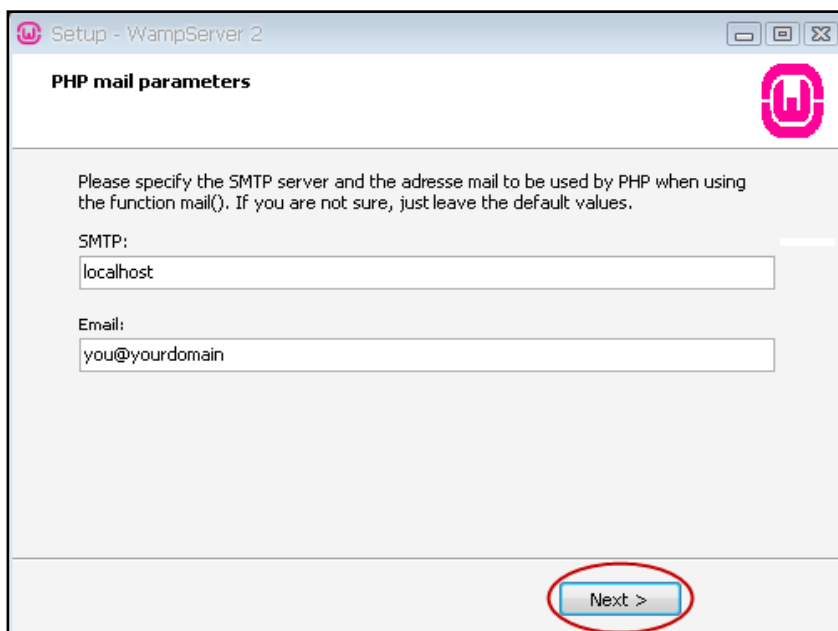 Setup - WampServer 2
PHP mail parameters
Please specify the SMTP server and the adresse mail to be used by PHP when using
the function mail(). If you are not sure, just leave the default values.
SMTP:
localhost
Email:
you@yourdomain
Next >